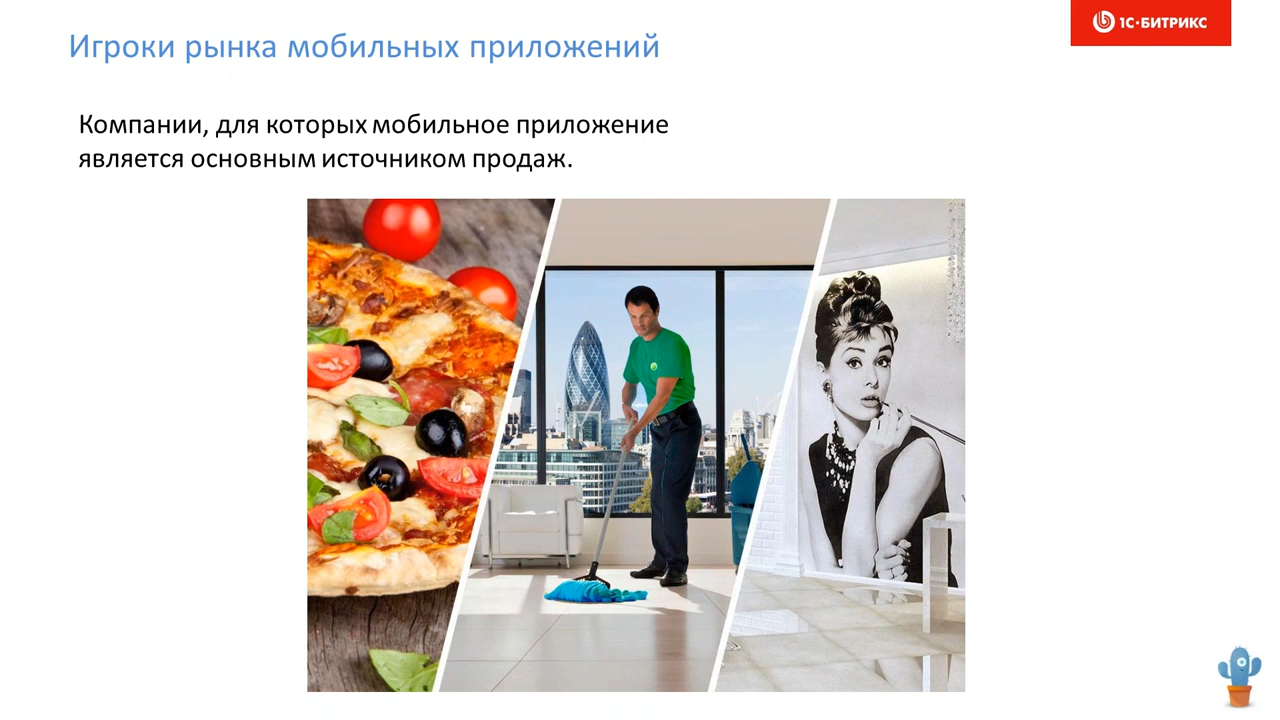 Игроки рынка мобильных приложений
1С·БИТРИКС
Компании, для которых мобильное приложение
является основным источником продаж.